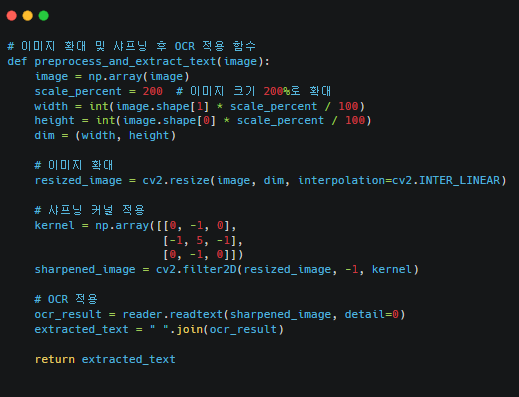 # 이미지 확대 및 샤프닝 후 OCR 적용 함수
def preprocess_and_extract_text(image):
    image = np.array(image)
    scale_percent = 200  # 이미지 크기 200%로 확대
    width = int(image.shape[1] * scale_percent / 100)
    height = int(image.shape[0] * scale_percent / 100)
    dim = (width, height)

    # 이미지 확대
    resized_image = cv2.resize(image, dim, interpolation=cv2.INTER_LINEAR)

    # 샤프닝 커널 적용
    kernel = np.array([[0, -1, 0],
                       [-1, 5, -1],
                       [0, -1, 0]])
    sharpened_image = cv2.filter2D(resized_image, -1, kernel)

    # OCR 적용
    ocr_result = reader.readtext(sharpened_image, detail=0)
    extracted_text = " ".join(ocr_result)

    return extracted_text